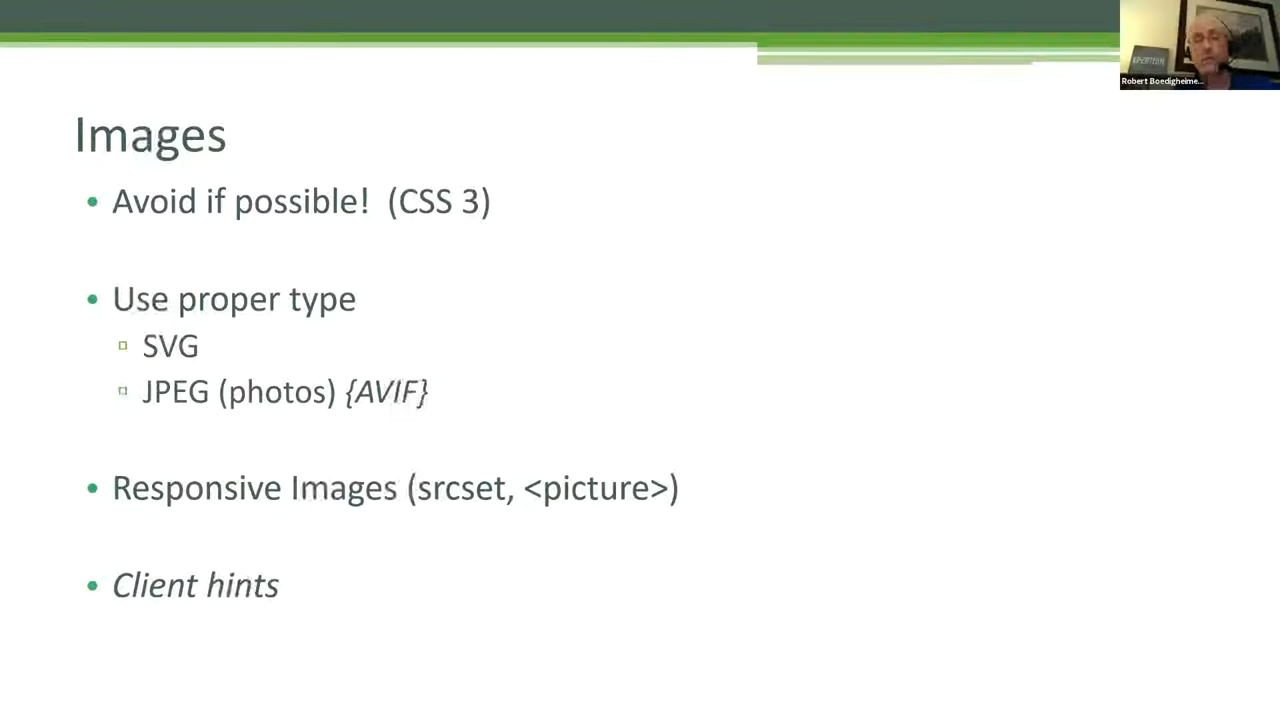 Robert Boedigheime...
Images
• Avoid if possible!  (CSS 3)
• Use proper type
▫ SVG
▫ JPEG (photos) {AVIF}
• Responsive Images (srcset, <picture>)
• Client hints